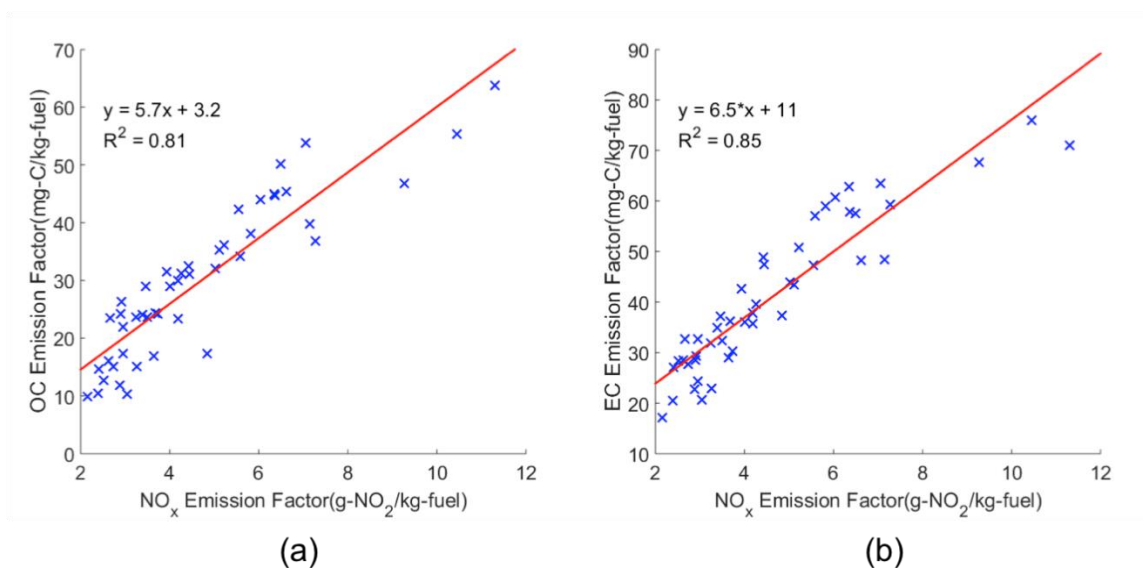 70
60
50
40
30
20
10
0
OC Emission Factor(mg-C/kg-fuel)
y = 5.7x + 3.2
R² = 0.81
2 4 6 8 10 12
NOₓ Emission Factor(g-NO₂/kg-fuel)
(a)
90
80
70
60
50
40
30
20
10
EC Emission Factor(mg-C/kg-fuel)
y = 6.5*x + 11
R² = 0.85
2 4 6 8 10 12
NOₓ Emission Factor(g-NO₂/kg-fuel)
(b)